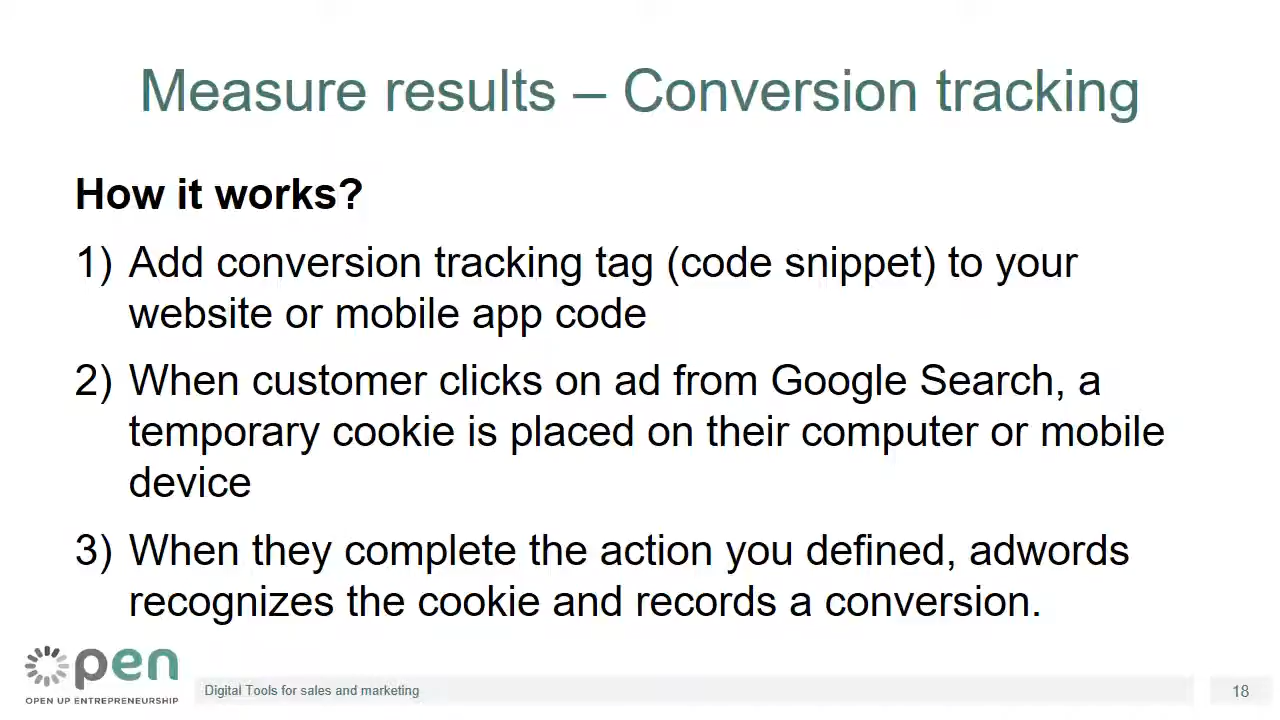 Measure results – Conversion tracking
How it works?
1) Add conversion tracking tag (code snippet) to your
website or mobile app code
2) When customer clicks on ad from Google Search, a
temporary cookie is placed on their computer or mobile
device
3) When they complete the action you defined, adwords
recognizes the cookie and records a conversion.
open
OPEN UP ENTREPRENEURSHIP
Digital Tools for sales and marketing
18